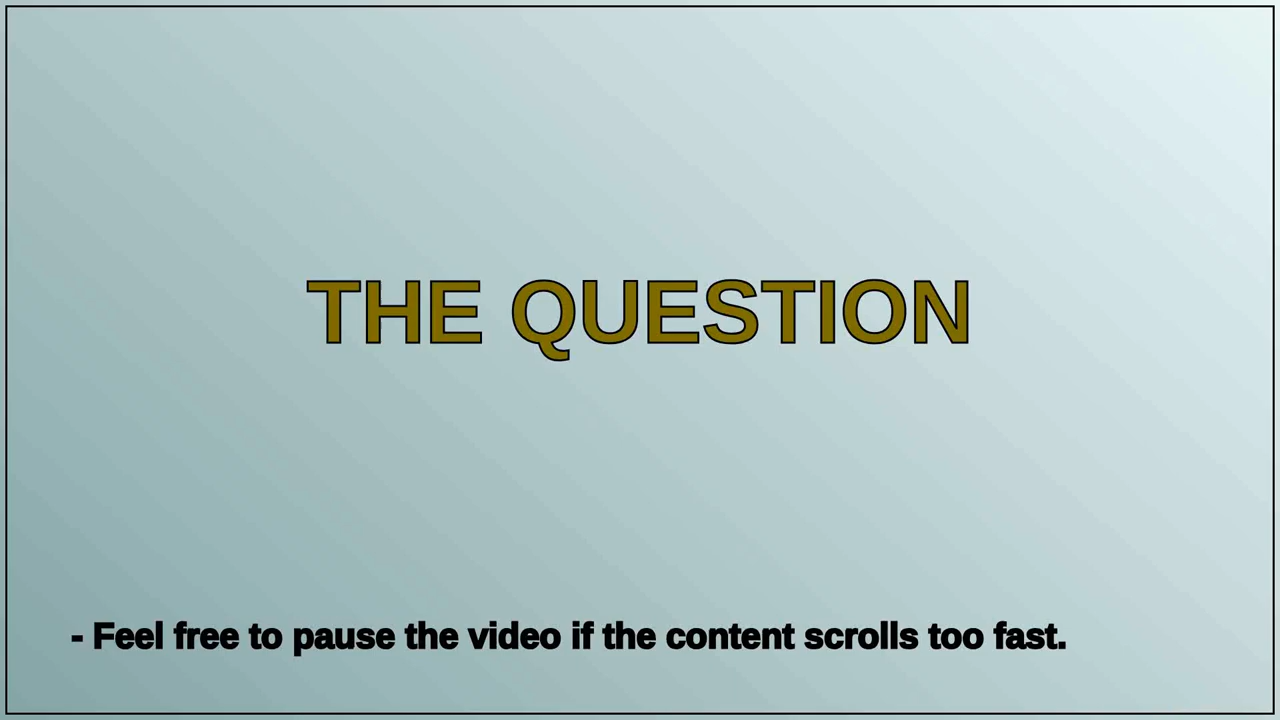 THE QUESTION
- Feel free to pause the video if the content scrolls too fast.